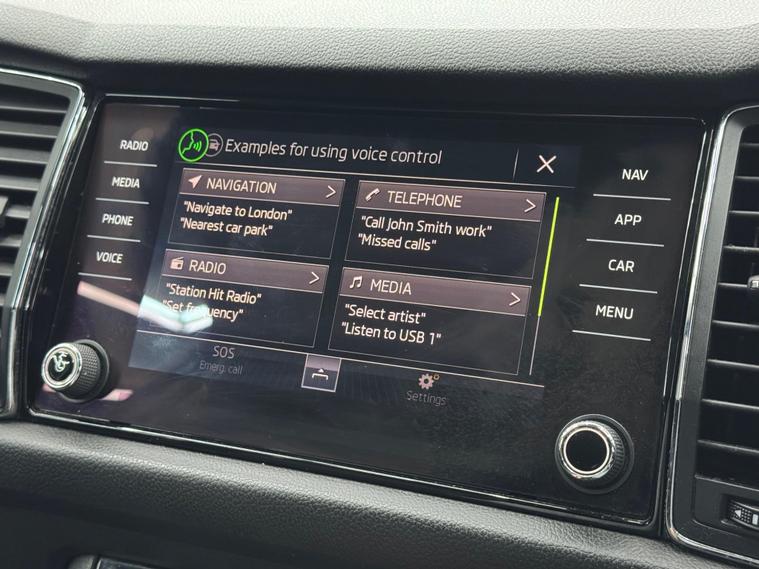 Examples for using voice control
RADIO
MEDIA
PHONE
VOICE
NAVIGATION
"Navigate to London"
"Nearest car park"
TELEPHONE
"Call John Smith work"
"Missed calls"
RADIO
"Station Hit Radio"
"Set frequency"
MEDIA
"Select artist"
"Listen to USB 1"
SOS
Emerg. call
Settings
NAV
APP
CAR
MENU